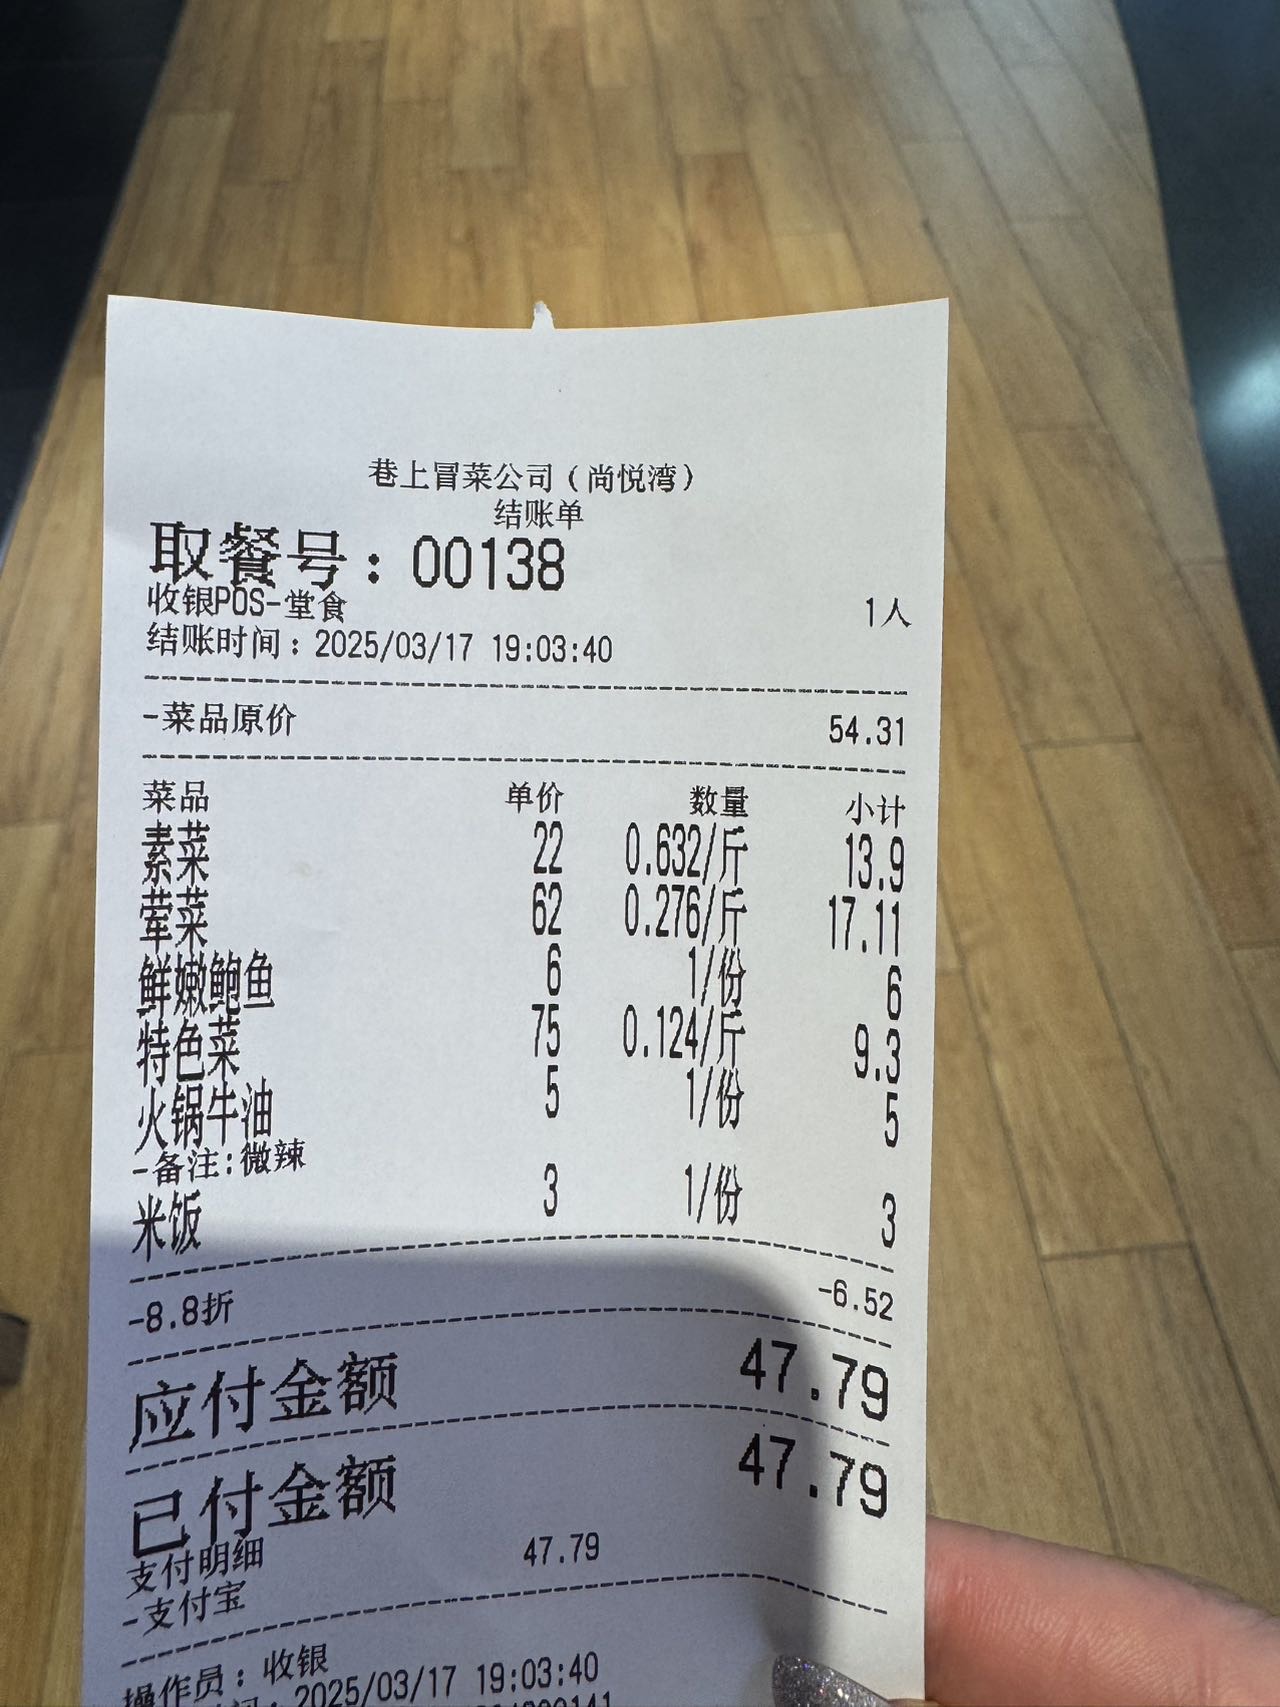 巷上冒菜公司（尚悦湾）
结账单
取餐号：00138
收银POS-堂食 1人
结账时间：2025/03/17 19:03:40
-菜品原价 54.31
菜品 单价 数量 小计
素菜 22 0.632/斤 13.9
荤菜 62 0.276/斤 17.11
鲜嫩鲍鱼 6 1/份 6
特色菜 75 0.124/斤 9.3
火锅牛油 5 1/份 5
-备注:微辣
米饭 3 1/份 3
-8.8折 -6.52
应付金额 47.79
已付金额 47.79
支付明细
-支付宝 47.79
操作员：收银
2025/03/17 19:03:40